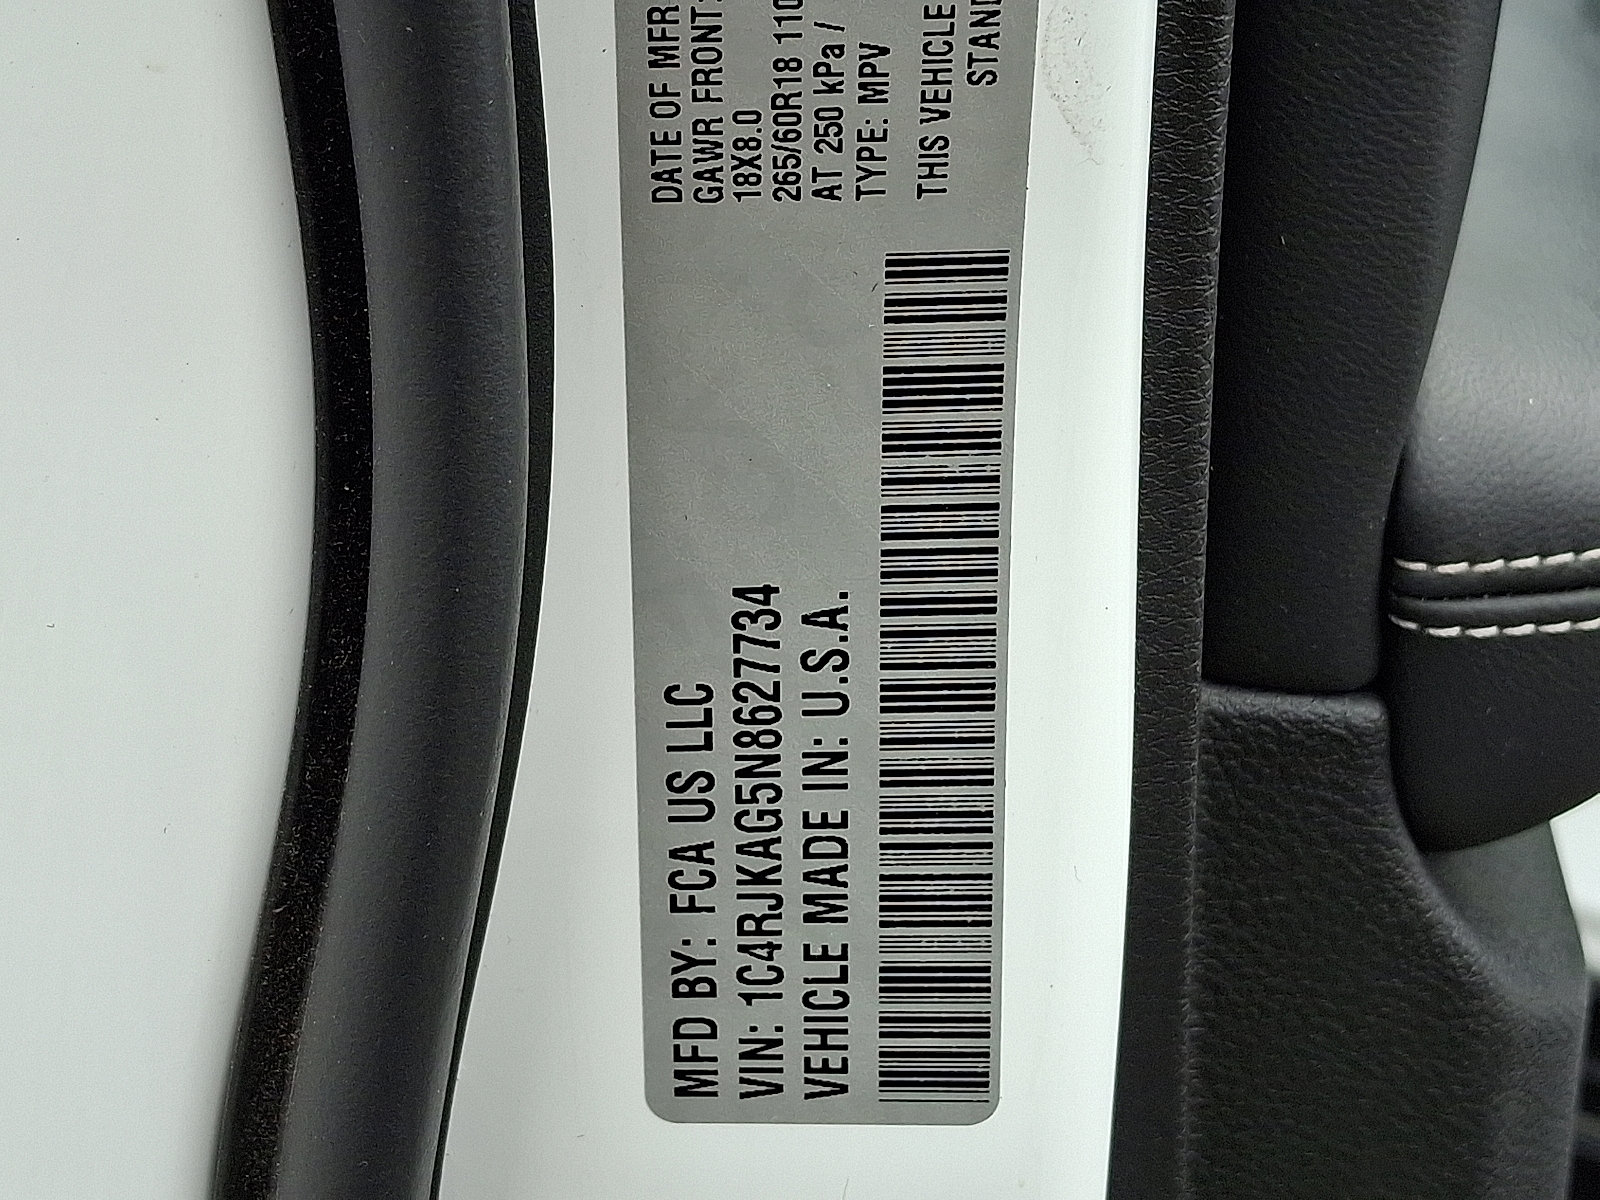 MFD BY: FCA US LLC
VIN: 1C4RJKAG5N8627734
VEHICLE MADE IN: U.S.A.
DATE OF MFR
GAWR FRONT:
18X8.0
265/60R18 110
AT 250 kPa /
TYPE: MPV
THIS VEHICLE